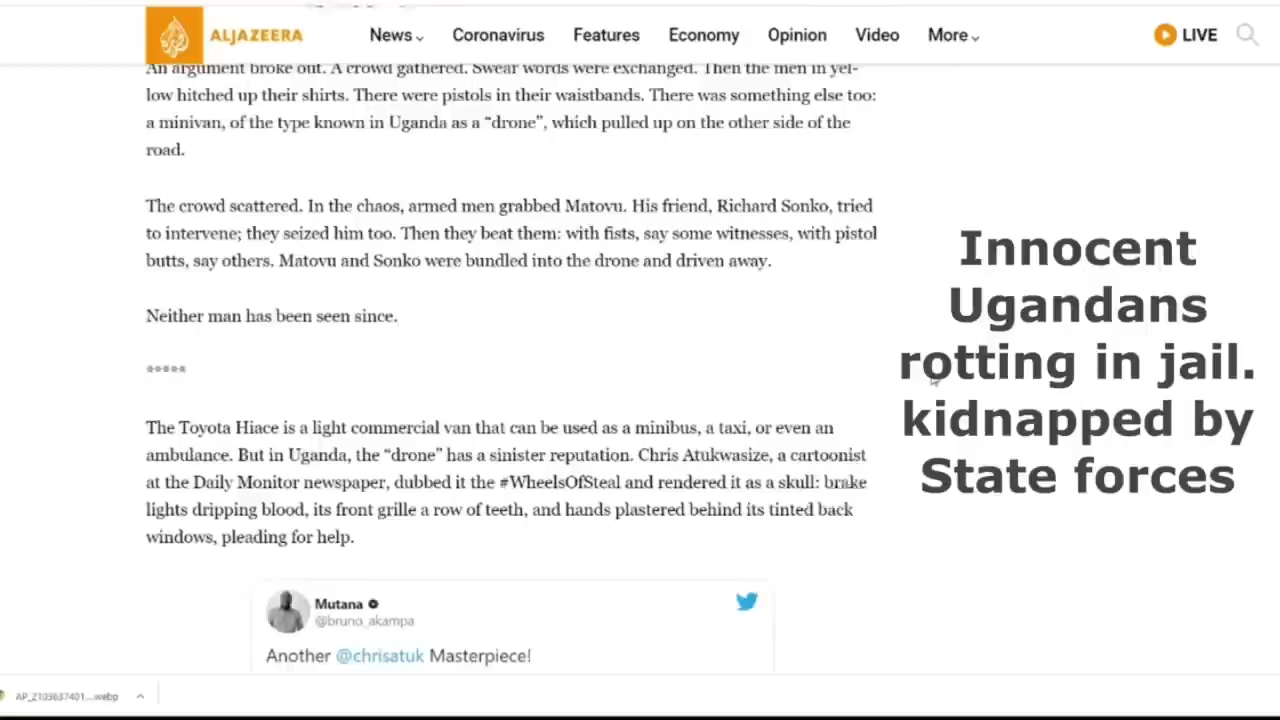 ALJAZEERA
News
Coronavirus
Features
Economy
Opinion
Video
More
LIVE
An argument broke out. A crowd gathered. Swear words were exchanged. Then the men in yel-
low hitched up their shirts. There were pistols in their waistbands. There was something else too:
a minivan, of the type known in Uganda as a “drone”, which pulled up on the other side of the
road.
The crowd scattered. In the chaos, armed men grabbed Matovu. His friend, Richard Sonko, tried
to intervene; they seized him too. Then they beat them: with fists, say some witnesses, with pistol
butts, say others. Matovu and Sonko were bundled into the drone and driven away.
Neither man has been seen since.
*****
The Toyota Hiace is a light commercial van that can be used as a minibus, a taxi, or even an
ambulance. But in Uganda, the “drone” has a sinister reputation. Chris Atukwasize, a cartoonist
at the Daily Monitor newspaper, dubbed it the #WheelsOfSteal and rendered it as a skull: brake
lights dripping blood, its front grille a row of teeth, and hands plastered behind its tinted back
windows, pleading for help.
Mutana
@bruno_akampa
Another @chrisatuk Masterpiece!
Innocent
Ugandans
rotting in jail.
kidnapped by
State forces
AP_2103637401....webp